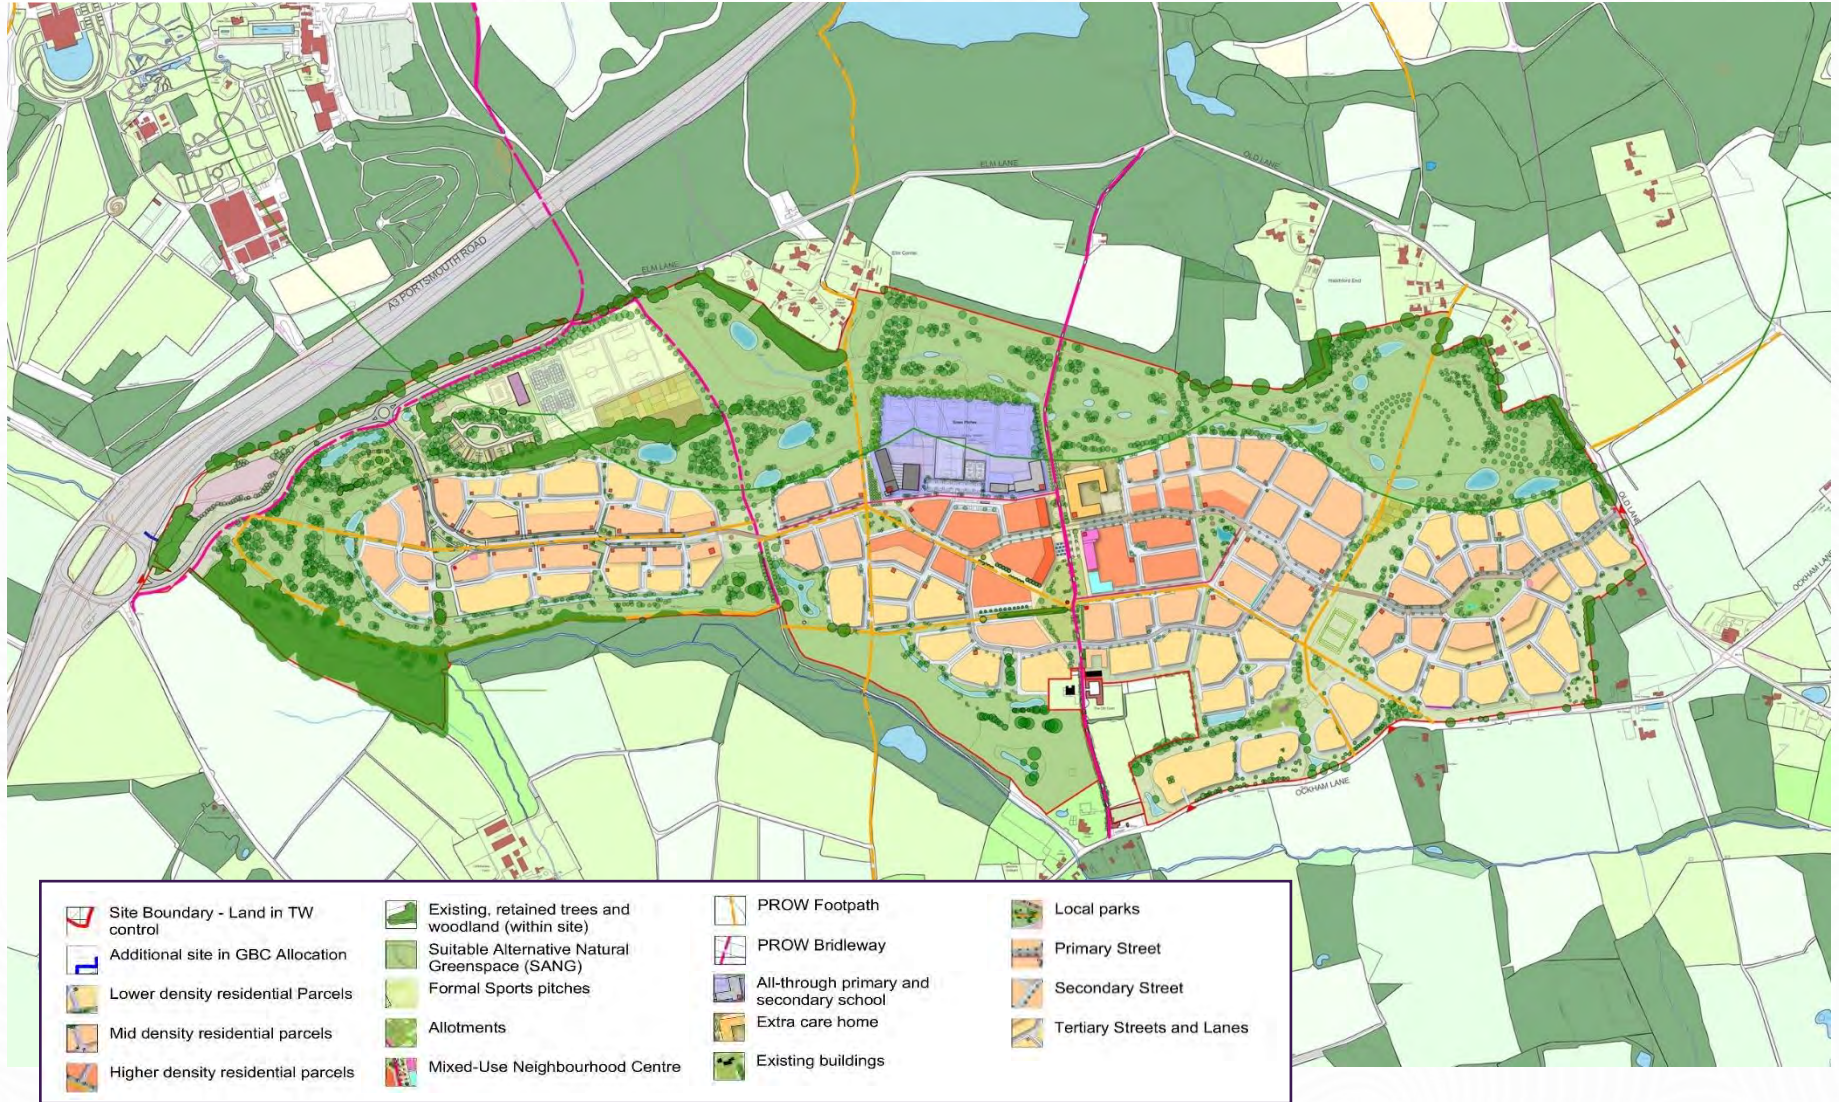 A3 PORTSMOUTH ROAD
ELM LANE
OLD LANE
ELM LANE
Elm Corner
OLD LANE
OCKHAM LANE
OCKHAM LANE
Site Boundary - Land in TW
control
Additional site in GBC Allocation
Lower density residential Parcels
Mid density residential parcels
Higher density residential parcels
Existing, retained trees and
woodland (within site)
Suitable Alternative Natural
Greenspace (SANG)
Formal Sports pitches
Allotments
Mixed-Use Neighbourhood Centre
PROW Footpath
PROW Bridleway
All-through primary and
secondary school
Extra care home
Existing buildings
Local parks
Primary Street
Secondary Street
Tertiary Streets and Lanes